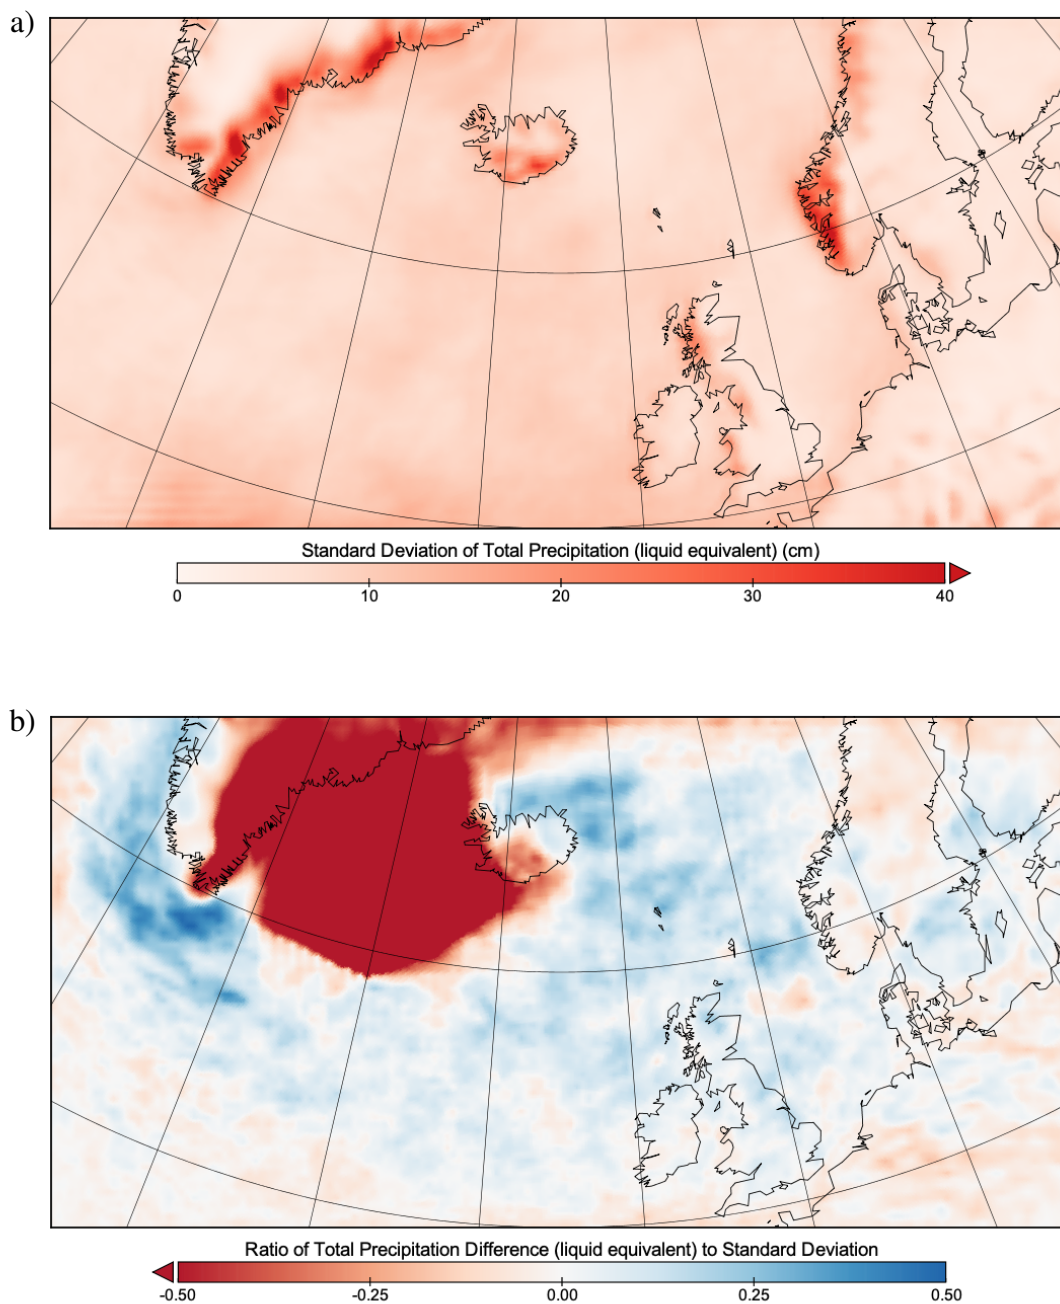 a)
Standard Deviation of Total Precipitation (liquid equivalent) (cm)
0 10 20 30 40
b)
Ratio of Total Precipitation Difference (liquid equivalent) to Standard Deviation
-0.50 -0.25 0.00 0.25 0.50